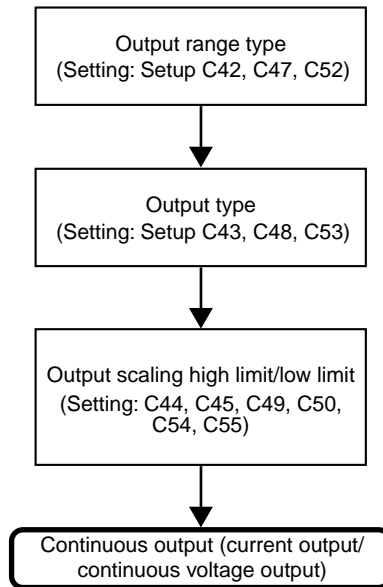 Output range type
(Setting: Setup C42, C47, C52)
Output type
(Setting: Setup C43, C48, C53)
Output scaling high limit/low limit
(Setting: C44, C45, C49, C50,
C54, C55)
Continuous output (current output/
continuous voltage output)